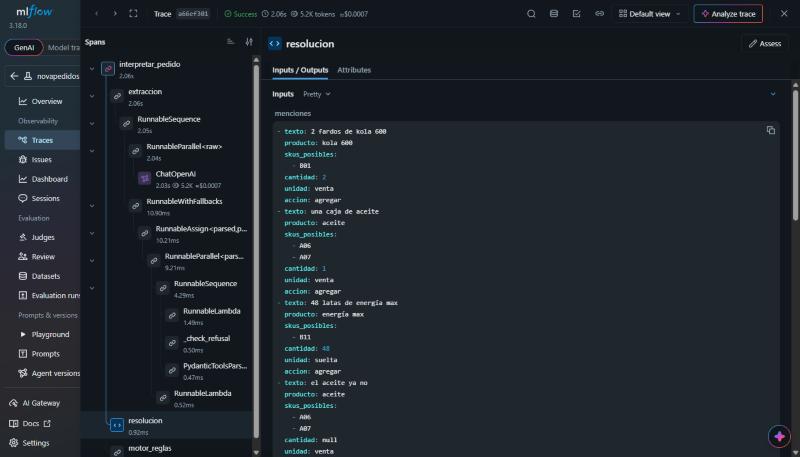 mlflow
3.18.0
GenAI
Model tra
novapedidos
Overview
Observability
Traces
Issues
Dashboard
Sessions
Evaluation
Judges
Review
Datasets
Evaluation runs
Prompts & versions
Playground
Prompts
Agent versions
AI Gateway
Docs
Settings
Trace a66ef301 Success 2.06s 5.2K tokens ≈$0.0007
Default view
Analyze trace
Spans
interpretar_pedido
2.06s
extraccion
2.06s
RunnableSequence
2.05s
RunnableParallel<raw>
2.04s
ChatOpenAI
2.03s 5.2K ≈$0.0007
RunnableWithFallbacks
10.90ms
RunnableAssign<parsed,p...
10.21ms
RunnableParallel<pars...
9.21ms
RunnableSequence
4.29ms
RunnableLambda
1.49ms
_check_refusal
0.50ms
PydanticToolsPars...
0.47ms
RunnableLambda
0.52ms
resolucion
0.92ms
motor_reglas
resolucion
Assess
Inputs / Outputs Attributes
Inputs Pretty
menciones
- texto: 2 fardos de kola 600
producto: kola 600
skus_posibles:
- B01
cantidad: 2
unidad: venta
accion: agregar
- texto: una caja de aceite
producto: aceite
skus_posibles:
- A06
- A07
cantidad: 1
unidad: venta
accion: agregar
- texto: 48 latas de energía max
producto: energía max
skus_posibles:
- B11
cantidad: 48
unidad: suelta
accion: agregar
- texto: el aceite ya no
producto: aceite
skus_posibles:
- A06
- A07
cantidad: null
unidad: venta